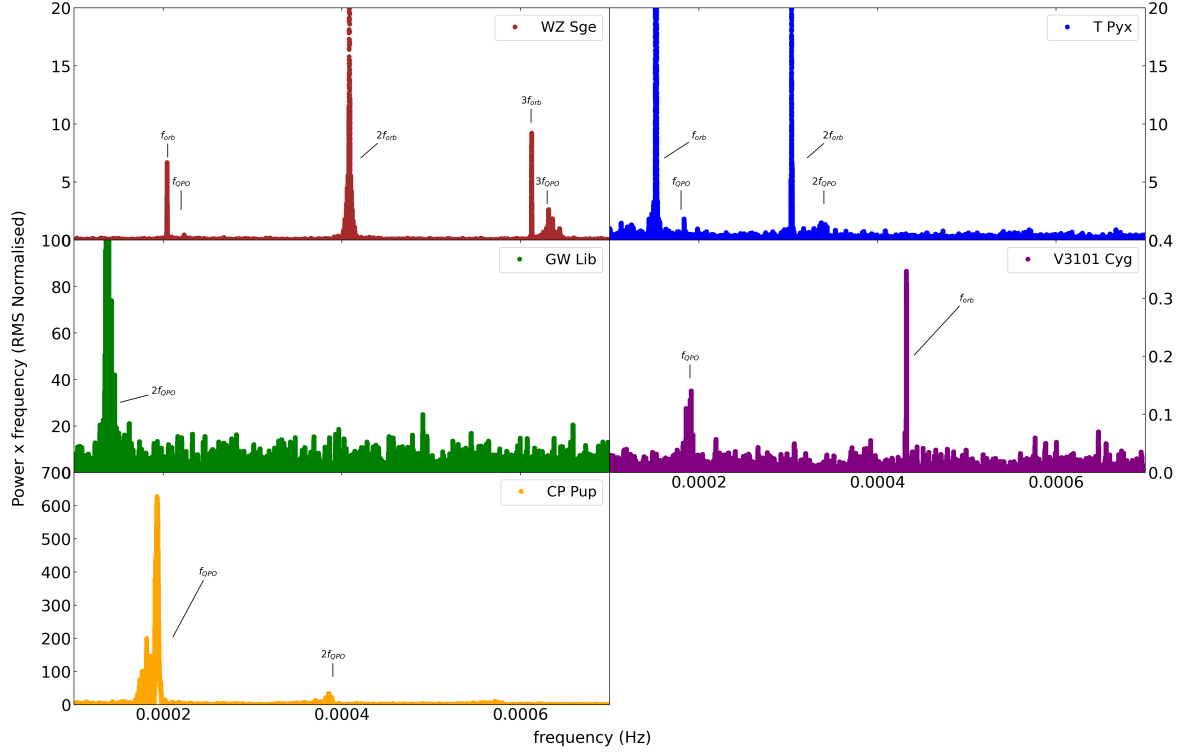 20
15
10
5
WZ Sge
f_orb
f_QPO
2f_orb
3f_orb
3f_QPO
T Pyx
f_orb
f_QPO
2f_orb
2f_QPO
20
15
10
5
Power x frequency (RMS Normalised)
100
80
60
40
20
GW Lib
2f_QPO
V3101 Cyg
f_QPO
f_orb
0.4
0.3
0.2
0.1
0.0
0.0002
0.0004
0.0006
700
600
500
400
300
200
100
0
CP Pup
f_QPO
2f_QPO
0.0002
0.0004
0.0006
frequency (Hz)